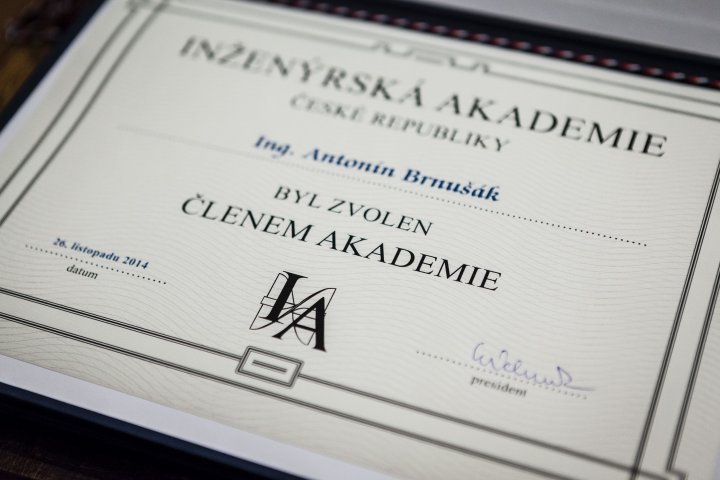 INŽENÝRSKÁ AKADEMIE
ČESKÉ REPUBLIKY
Ing. Antonín Brnušák
BYL ZVOLEN
ČLENEM AKADEMIE
26. listopadu 2014
datum
IA
president